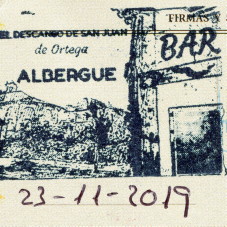 FIRMAS Y
EL DESCANSO DE SAN JUAN
de Ortega
ALBERGUE
BAR
23-11-2019